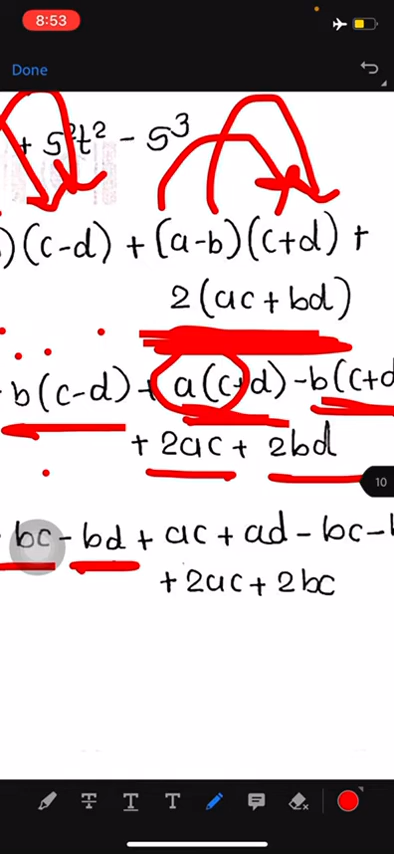 8:53
Done
+ s²t² - s³
)(c-d) + (a-b)(c+d) +
2(ac + bd)
b(c-d) + a(c+d) - b(c+d
+ 2ac + 2bd
10
bc - bd + ac + ad - bc - b
+ 2ac + 2bc
T T T